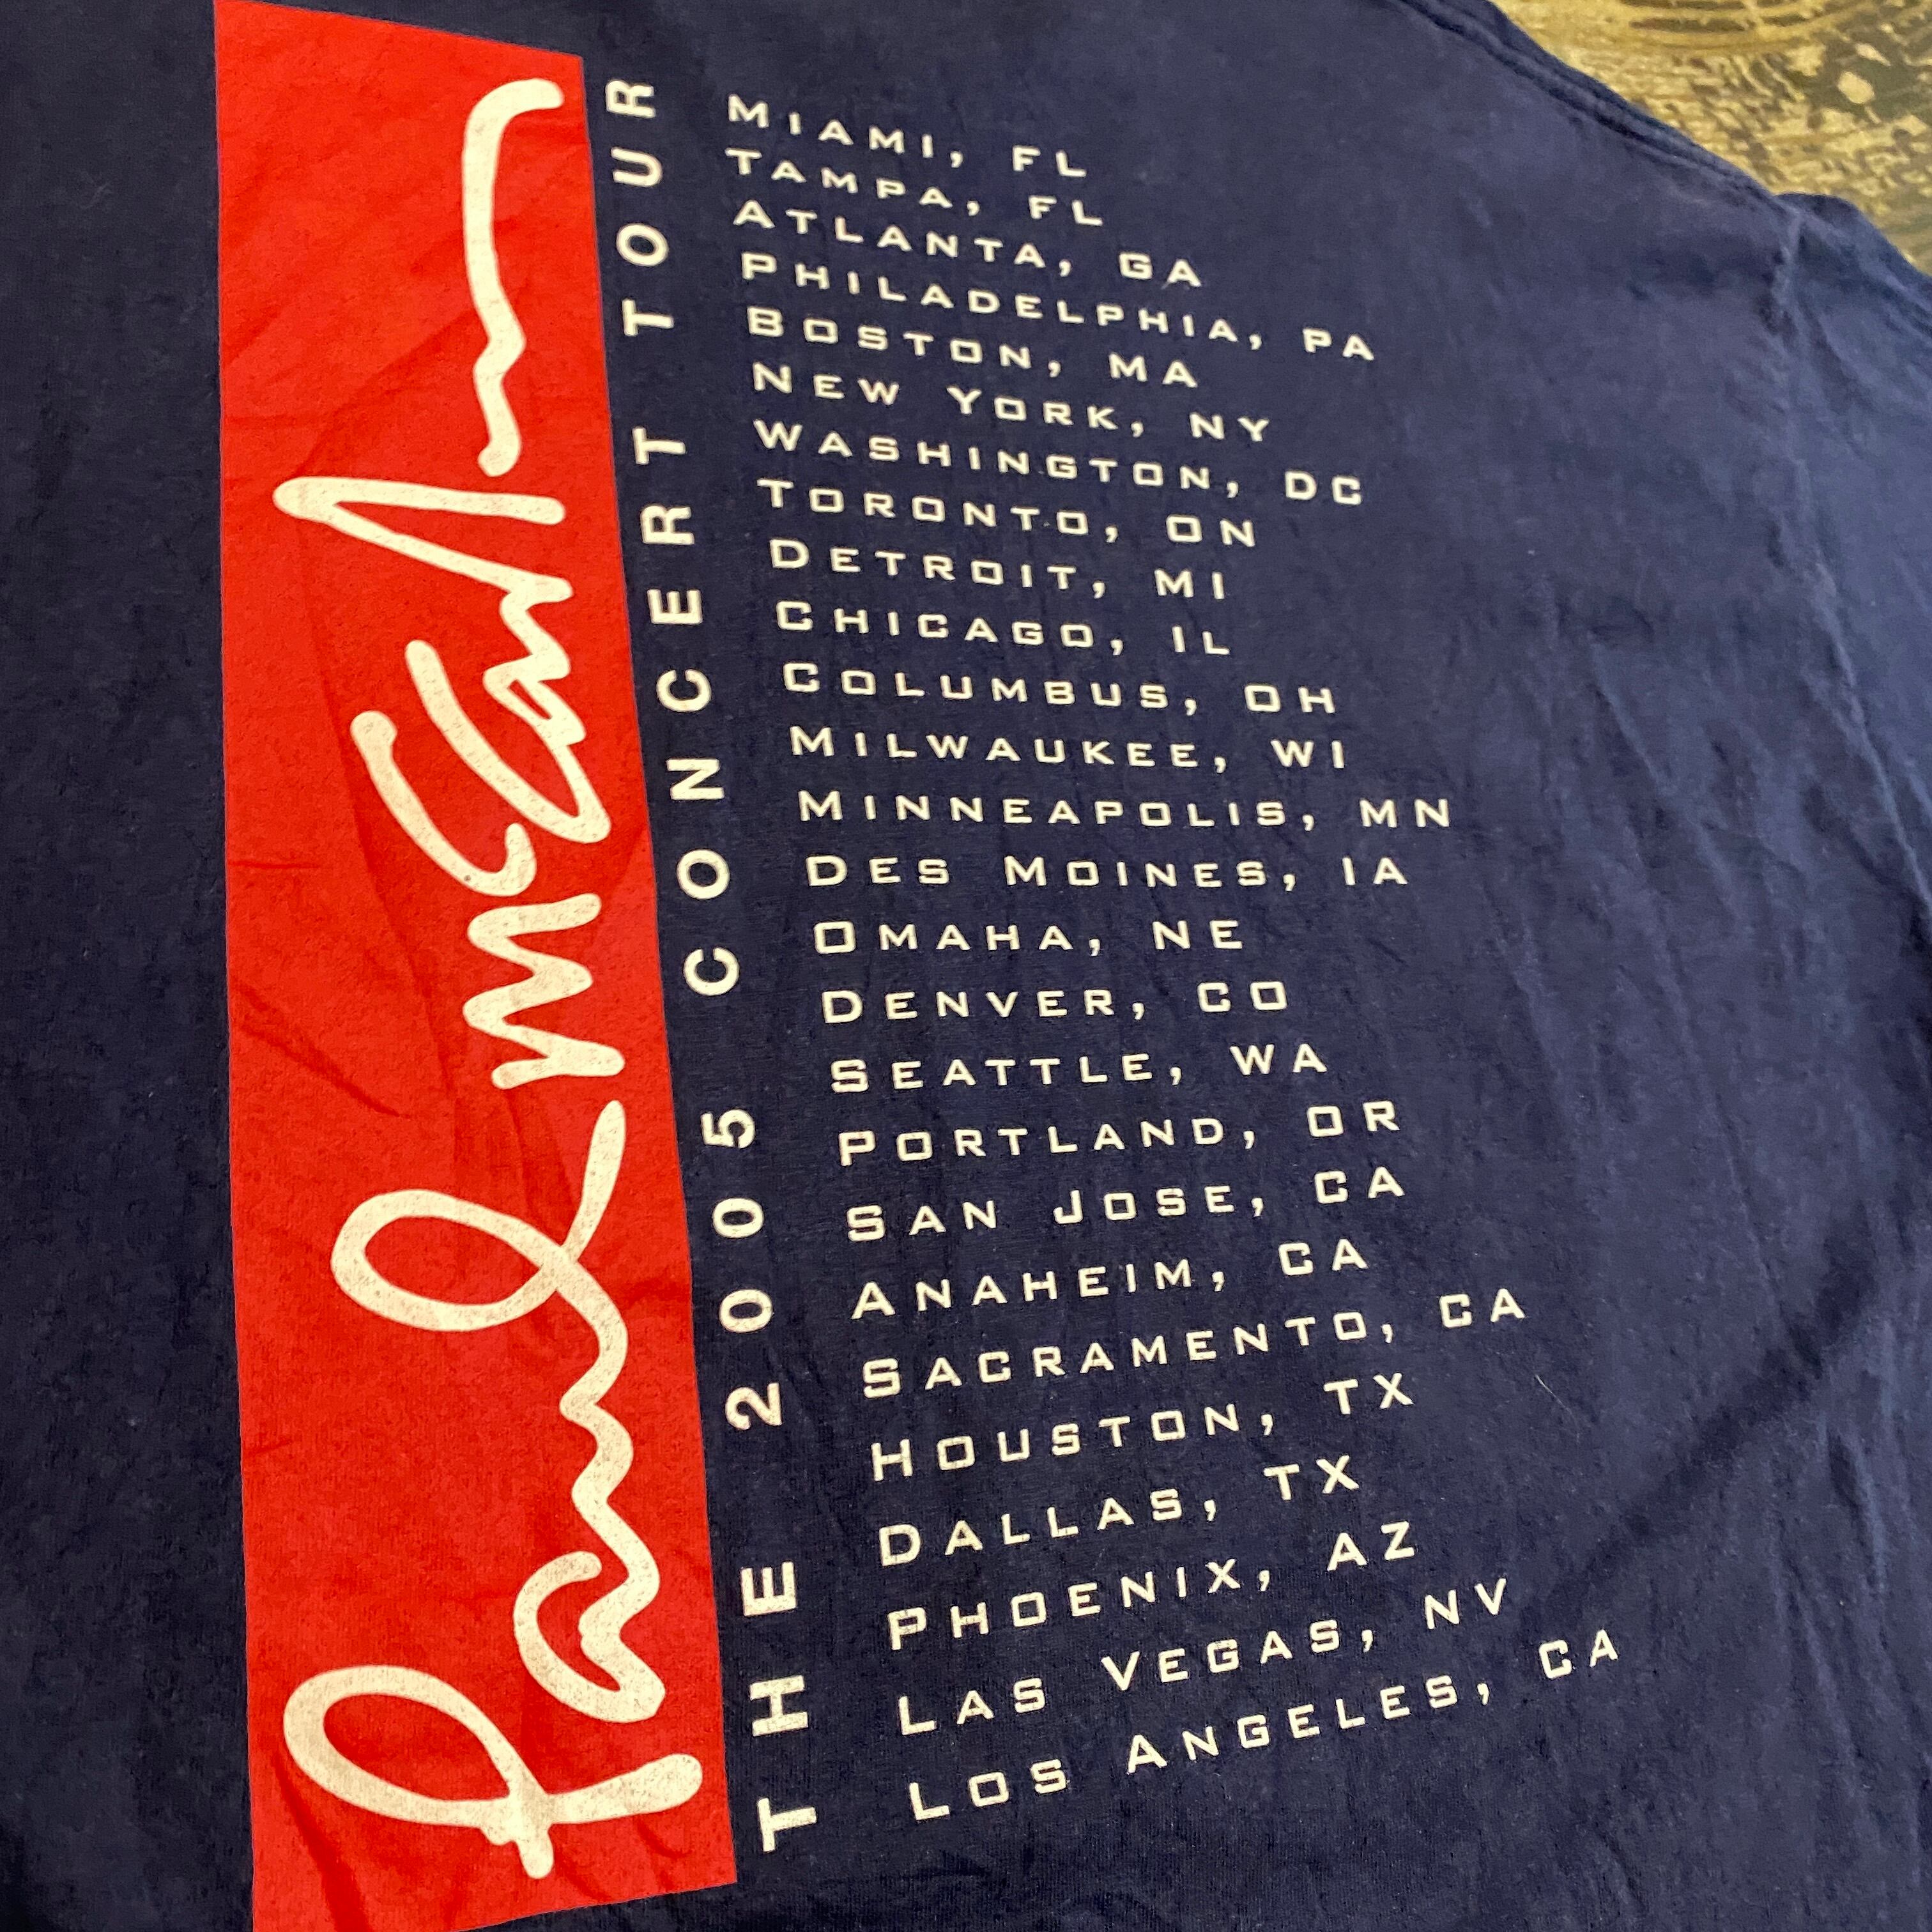 Paul McCartney
THE 2005 CONCERT TOUR
MIAMI, FL
TAMPA, FL
ATLANTA, GA
PHILADELPHIA, PA
BOSTON, MA
NEW YORK, NY
WASHINGTON, DC
TORONTO, ON
DETROIT, MI
CHICAGO, IL
COLUMBUS, OH
MILWAUKEE, WI
MINNEAPOLIS, MN
DES MOINES, IA
OMAHA, NE
DENVER, CO
SEATTLE, WA
PORTLAND, OR
SAN JOSE, CA
ANAHEIM, CA
SACRAMENTO, CA
HOUSTON, TX
DALLAS, TX
PHOENIX, AZ
LAS VEGAS, NV
LOS ANGELES, CA